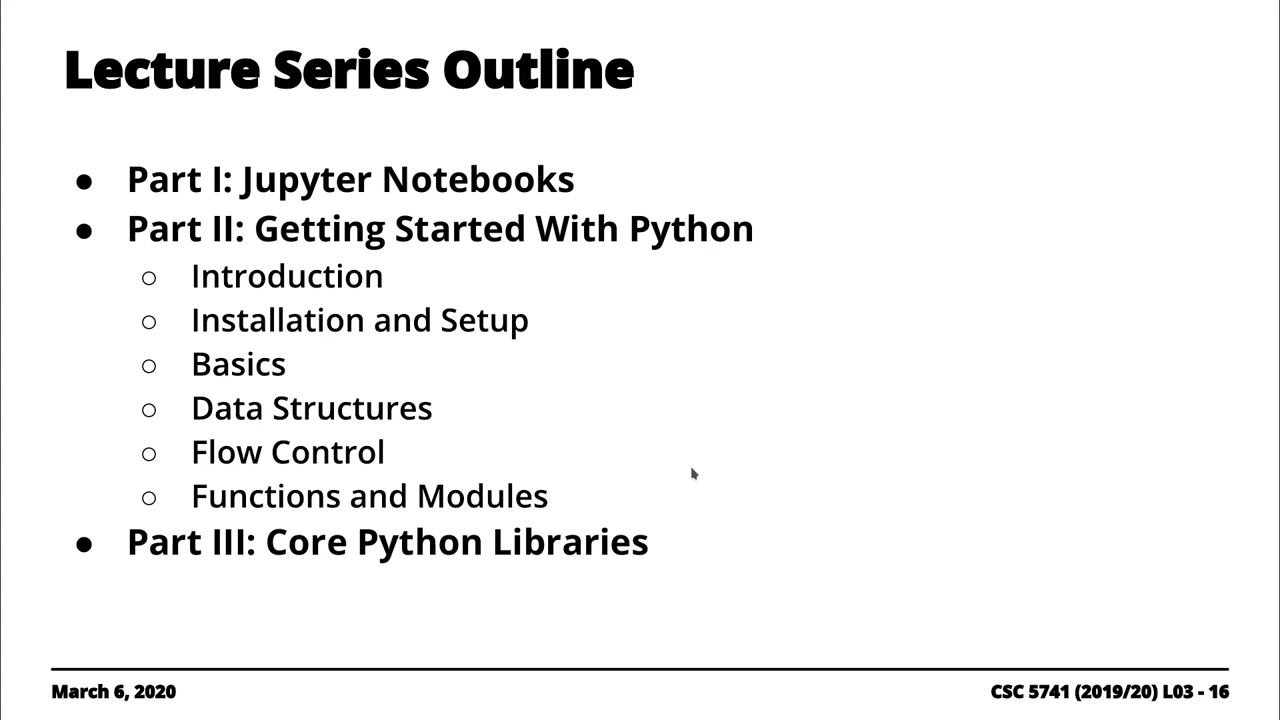 Lecture Series Outline
● Part I: Jupyter Notebooks
● Part II: Getting Started With Python
○ Introduction
○ Installation and Setup
○ Basics
○ Data Structures
○ Flow Control
○ Functions and Modules
● Part III: Core Python Libraries
March 6, 2020
CSC 5741 (2019/20) L03 - 16